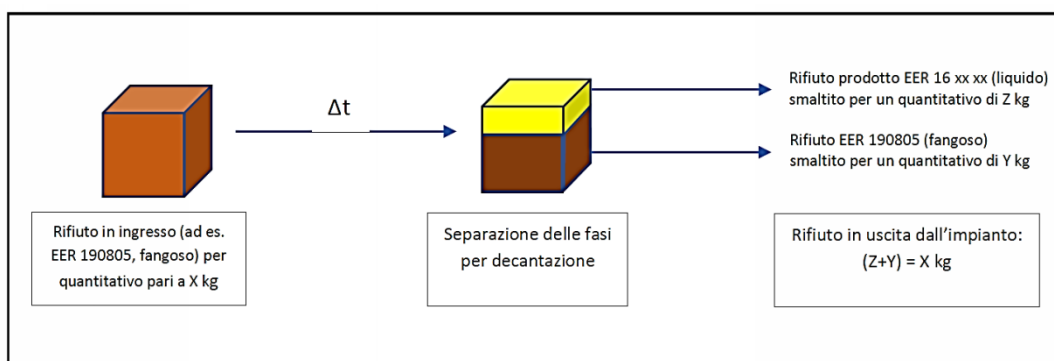 Δt
Rifiuto prodotto EER 16 xx xx (liquido)
smaltito per un quantitativo di Z kg
Rifiuto EER 190805 (fangoso)
smaltito per un quantitativo di Y kg
Rifiuto in ingresso (ad es.
EER 190805, fangoso) per
quantitativo pari a X kg
Separazione delle fasi
per decantazione
Rifiuto in uscita dall’impianto:
(Z+Y) = X kg